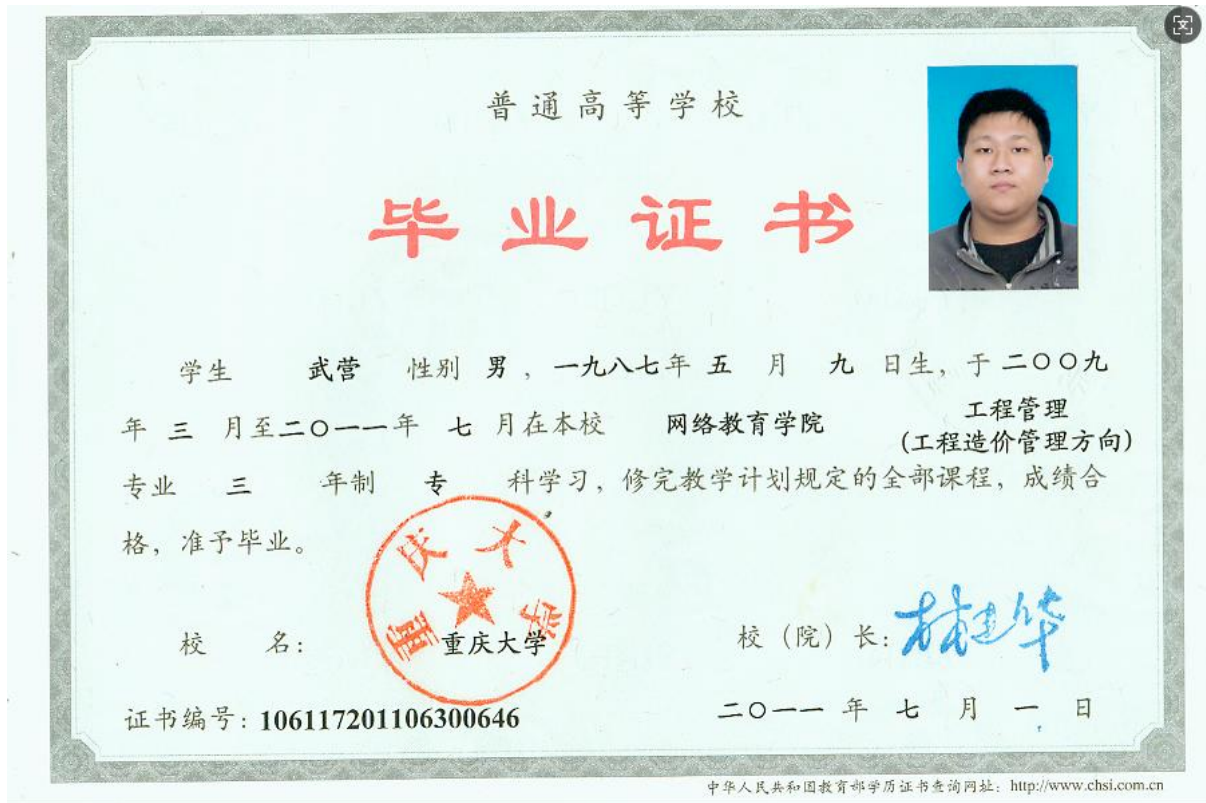 普通高等学校
毕业证书
学生 武营 性别 男 ，一九八七年 五 月 九 日生，于 二〇〇九
年 三 月至二〇一一年 七 月在本校 网络教育学院 工程管理
(工程造价管理方向)
专业 三 年制 专 科学习，修完教学计划规定的全部课程，成绩合
格，准予毕业。
重庆大学
校 名： 重庆大学 校（院）长：林建华
证书编号：106117201106300646 二〇一一 年 七 月 一 日
中华人民共和国教育部学历证书查询网址：http://www.chsi.com.cn